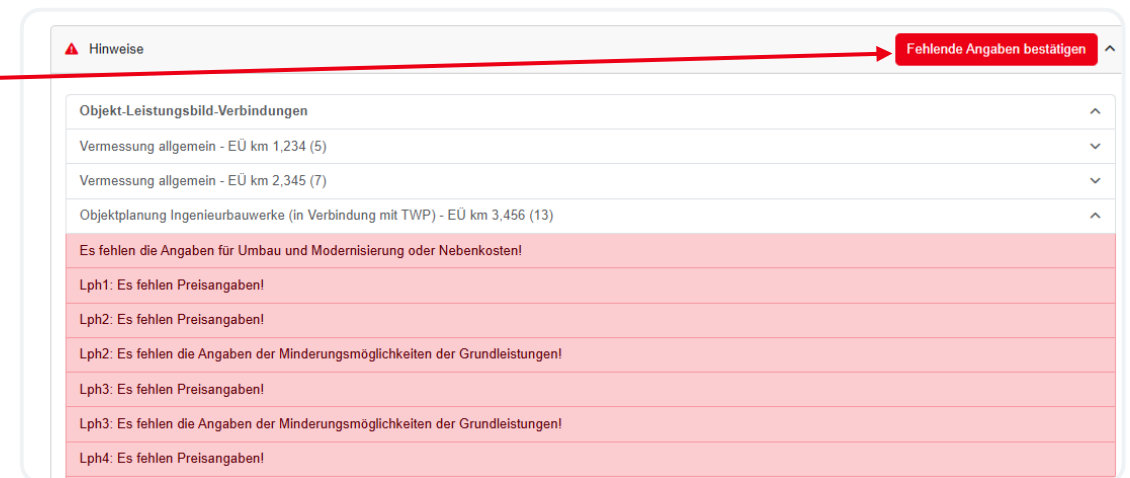 Hinweise
Fehlende Angaben bestätigen
Objekt-Leistungsbild-Verbindungen
Vermessung allgemein - EÜ km 1,234 (5)
Vermessung allgemein - EÜ km 2,345 (7)
Objektplanung Ingenieurbauwerke (in Verbindung mit TWP) - EÜ km 3,456 (13)
Es fehlen die Angaben für Umbau und Modernisierung oder Nebenkosten!
Lph1: Es fehlen Preisangaben!
Lph2: Es fehlen Preisangaben!
Lph2: Es fehlen die Angaben der Minderungsmöglichkeiten der Grundleistungen!
Lph3: Es fehlen Preisangaben!
Lph3: Es fehlen die Angaben der Minderungsmöglichkeiten der Grundleistungen!
Lph4: Es fehlen Preisangaben!